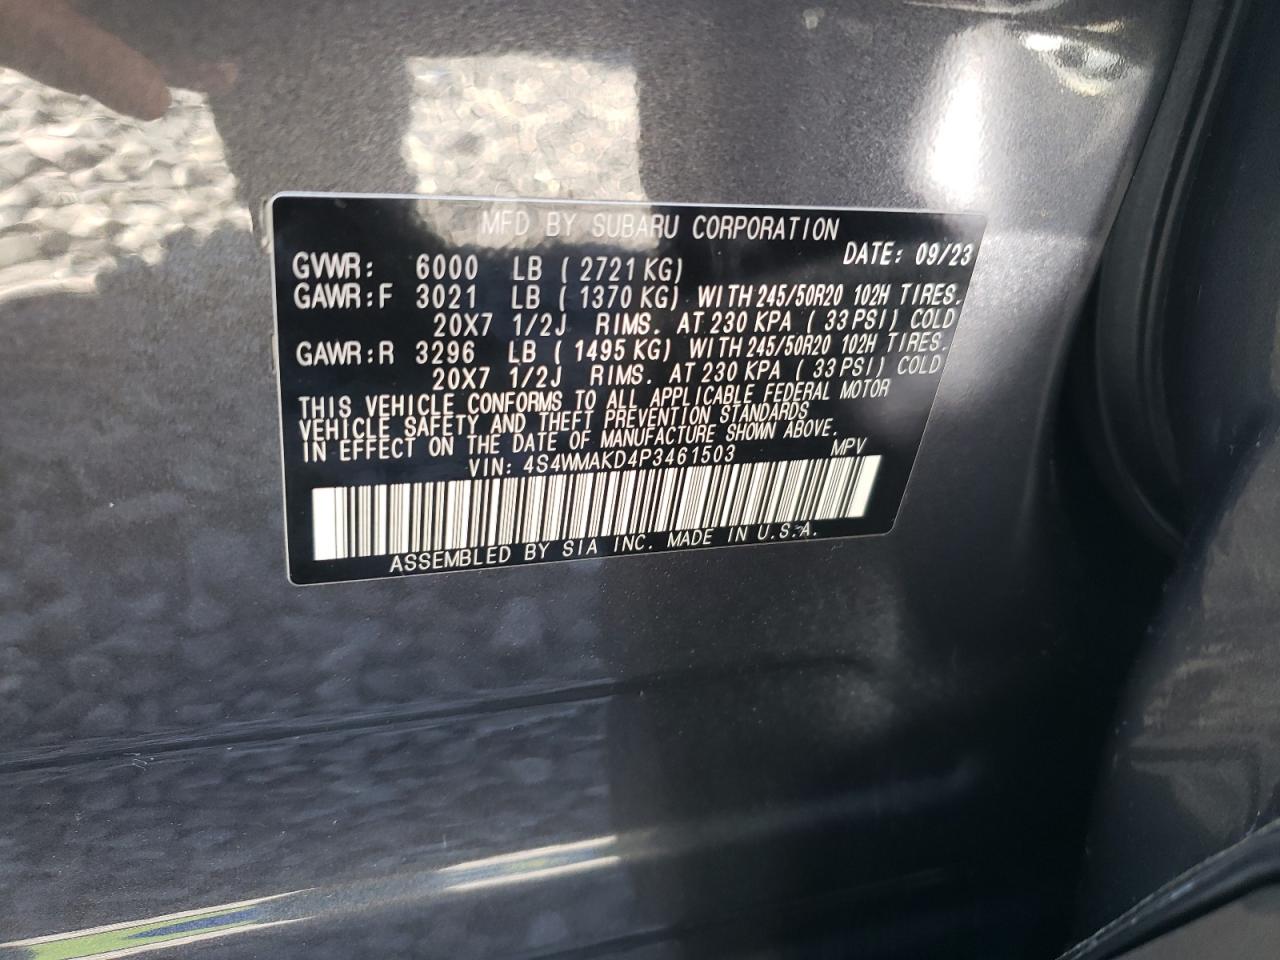 MFD BY SUBARU CORPORATION
DATE: 09/23
GVWR: 6000 LB ( 2721 KG)
GAWR:F 3021 LB ( 1370 KG) WITH 245/50R20 102H TIRES.
20X7 1/2J RIMS. AT 230 KPA ( 33 PSI) COLD
GAWR:R 3296 LB ( 1495 KG) WITH 245/50R20 102H TIRES.
20X7 1/2J RIMS. AT 230 KPA ( 33 PSI) COLD
THIS VEHICLE CONFORMS TO ALL APPLICABLE FEDERAL MOTOR
VEHICLE SAFETY AND THEFT PREVENTION STANDARDS
IN EFFECT ON THE DATE OF MANUFACTURE SHOWN ABOVE.
VIN: 4S4WMAKD4P3461503 MPV
ASSEMBLED BY SIA INC. MADE IN U.S.A.